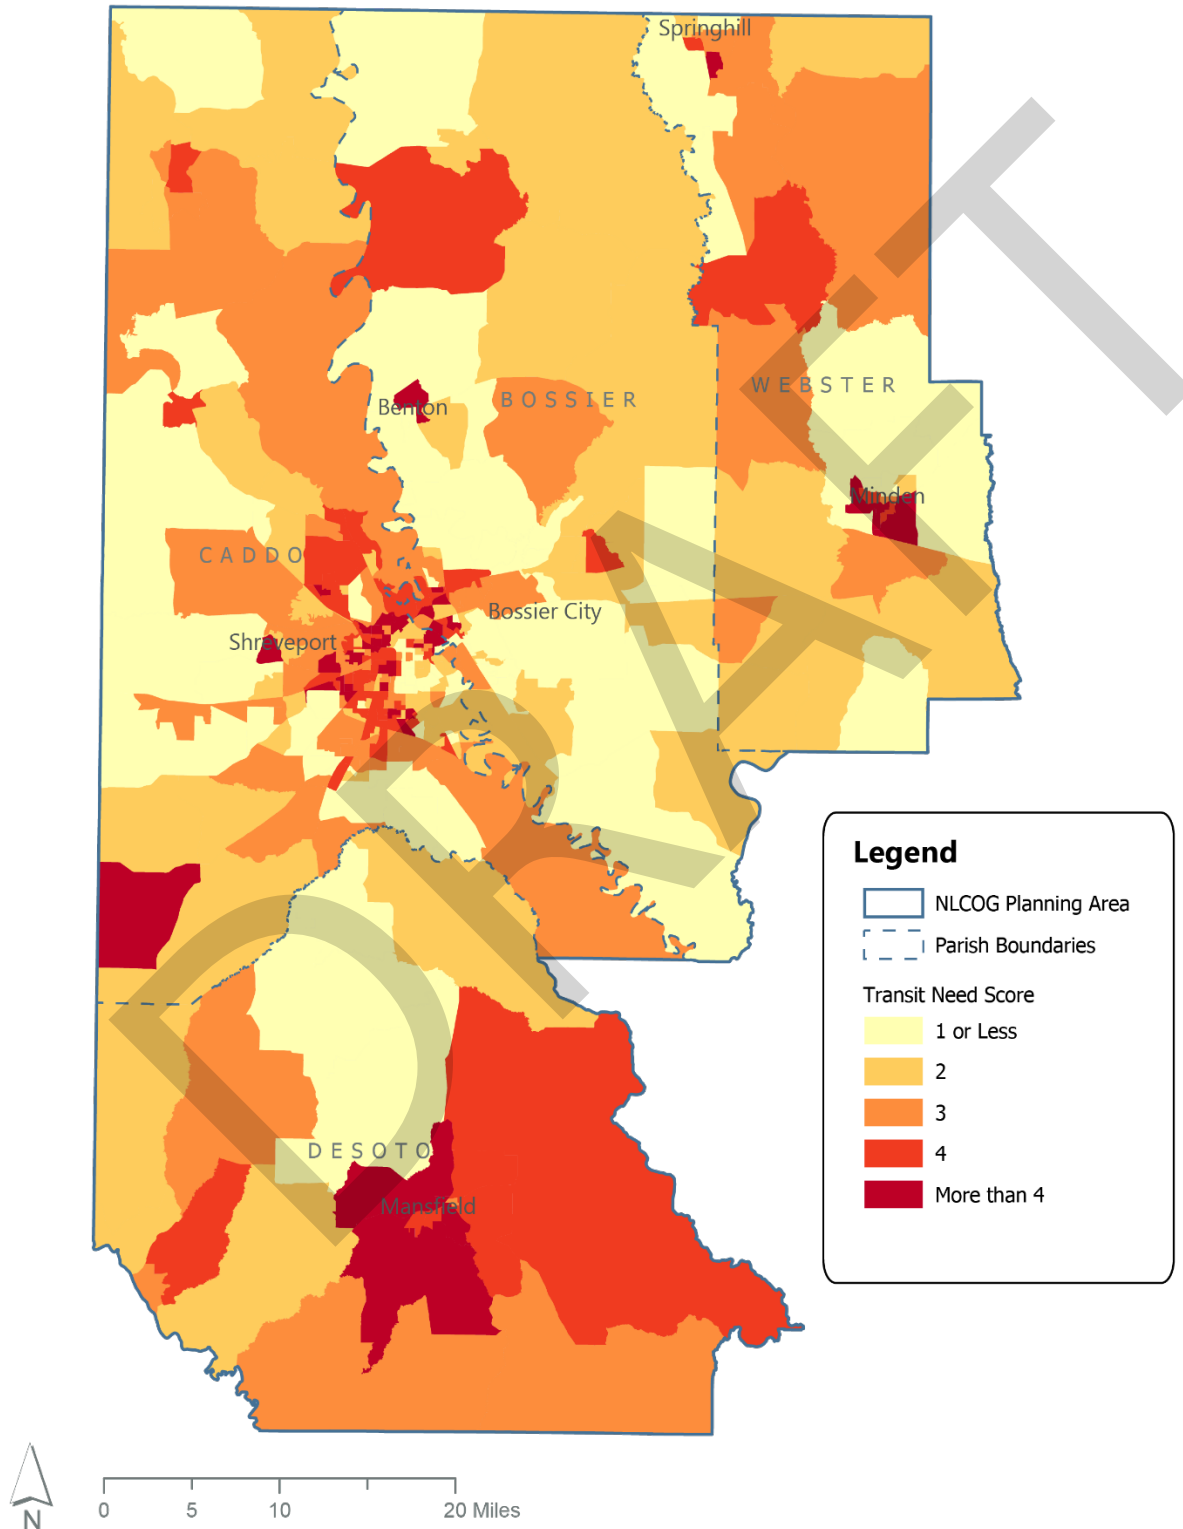 Springhill
WEBSTER
Benton
BOSSIER
Minden
CADDO
Bossier City
Shreveport
DRAFT
Legend
NLCOG Planning Area
Parish Boundaries
Transit Need Score
1 or Less
2
3
4
More than 4
DESOTO
Mansfield
N
0 5 10 20 Miles